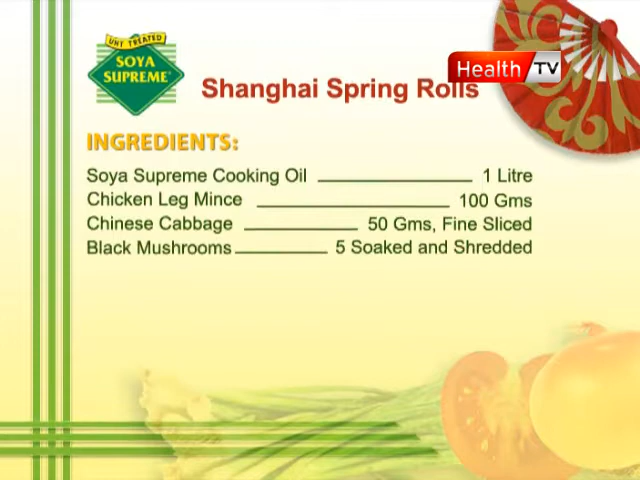 UHT TREATED
SOYA
SUPREME
Health TV
Shanghai Spring Rolls
INGREDIENTS:
Soya Supreme Cooking Oil 1 Litre
Chicken Leg Mince 100 Gms
Chinese Cabbage 50 Gms, Fine Sliced
Black Mushrooms 5 Soaked and Shredded